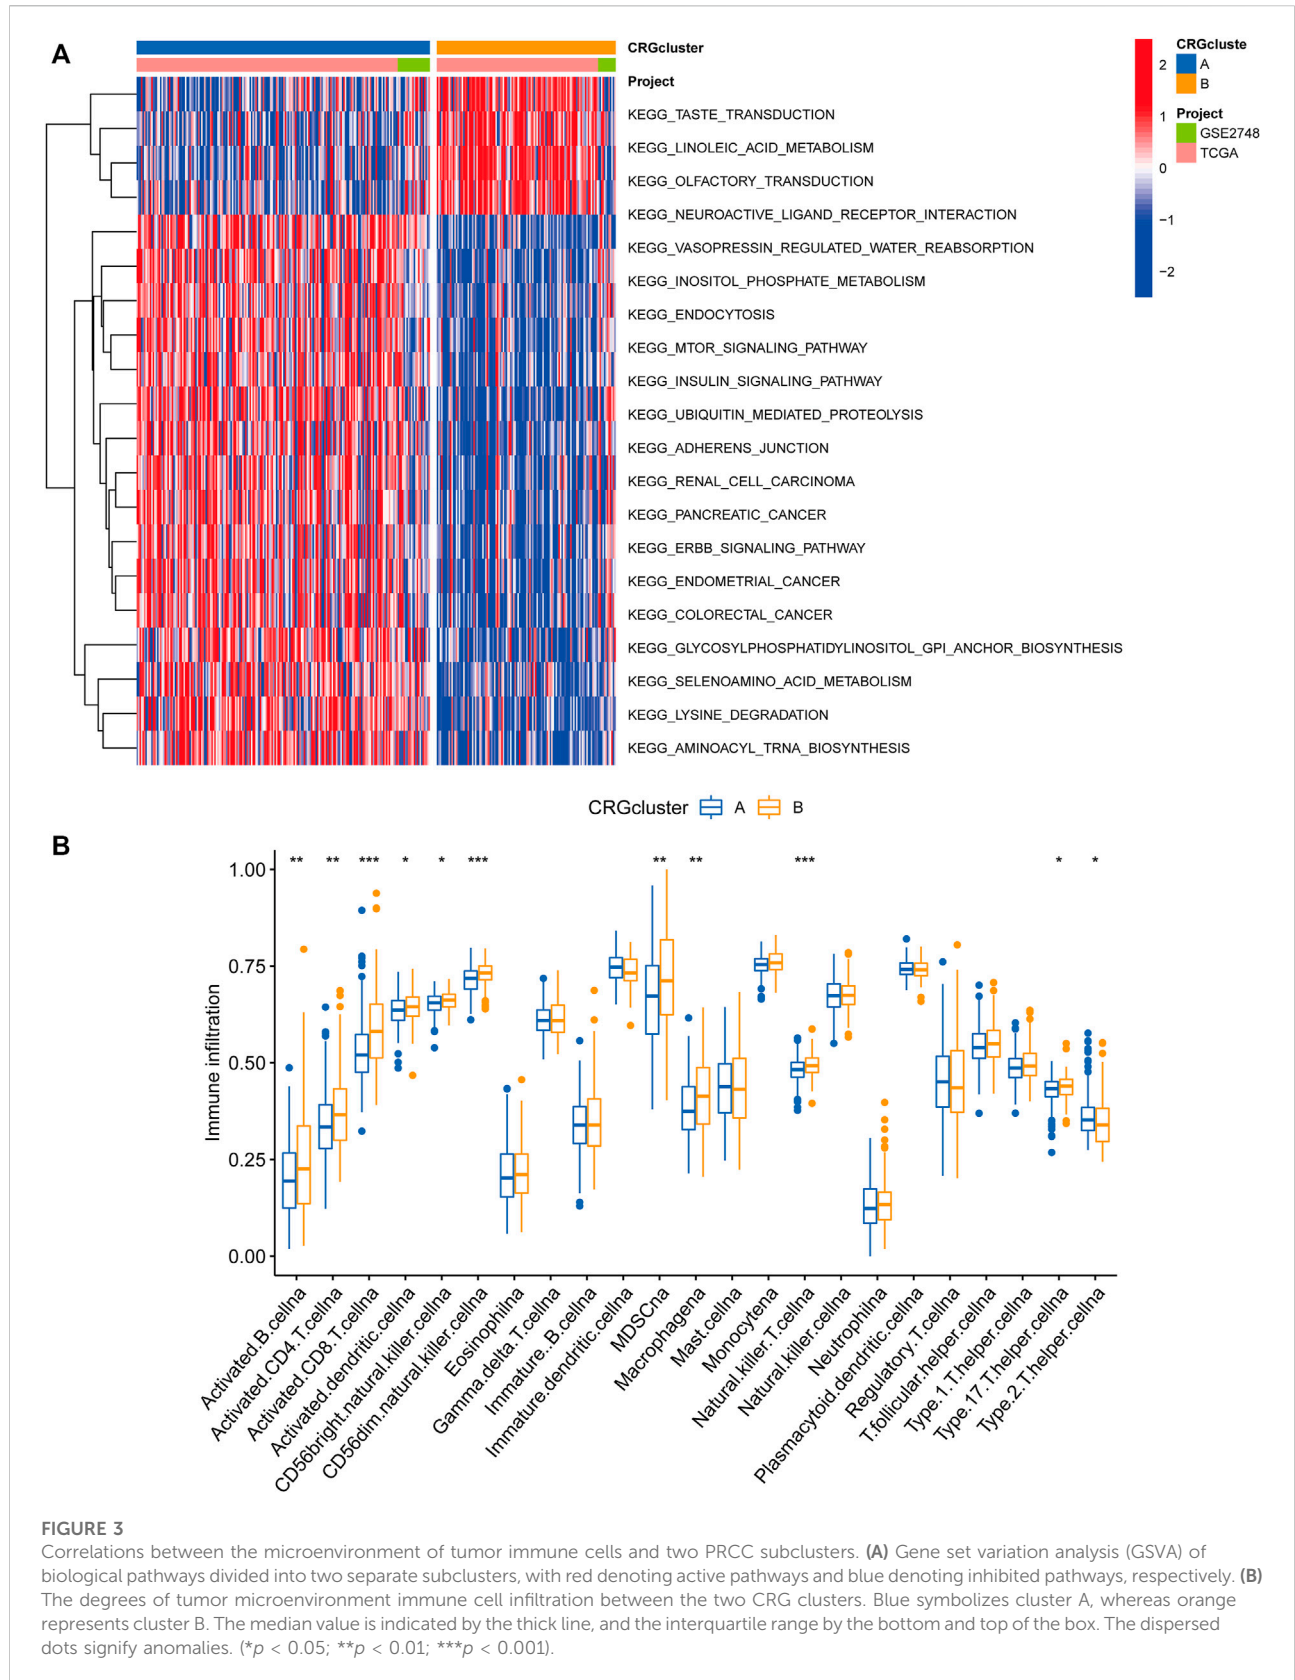 A
CRGcluster
Project
KEGG_TASTE_TRANSDUCTION
KEGG_LINOLEIC_ACID_METABOLISM
KEGG_OLFACTORY_TRANSDUCTION
KEGG_NEUROACTIVE_LIGAND_RECEPTOR_INTERACTION
KEGG_VASOPRESSIN_REGULATED_WATER_REABSORPTION
KEGG_INOSITOL_PHOSPHATE_METABOLISM
KEGG_ENDOCYTOSIS
KEGG_MTOR_SIGNALING_PATHWAY
KEGG_INSULIN_SIGNALING_PATHWAY
KEGG_UBIQUITIN_MEDIATED_PROTEOLYSIS
KEGG_ADHERENS_JUNCTION
KEGG_RENAL_CELL_CARCINOMA
KEGG_PANCREATIC_CANCER
KEGG_ERBB_SIGNALING_PATHWAY
KEGG_ENDOMETRIAL_CANCER
KEGG_COLORECTAL_CANCER
KEGG_GLYCOSYLPHOSPHATIDYLINOSITOL_GPI_ANCHOR_BIOSYNTHESIS
KEGG_SELENOAMINO_ACID_METABOLISM
KEGG_LYSINE_DEGRADATION
KEGG_AMINOACYL_TRNA_BIOSYNTHESIS
2
1
0
−1
−2
CRGcluste
A
B
Project
GSE2748
TCGA
CRGcluster A B
B
** ** *** * * *** ** ** *** * *
Immune infiltration
1.00
0.75
0.50
0.25
0.00
Activated.B.cellna
Activated.CD4.T.cellna
Activated.CD8.T.cellna
Activated.dendritic.cellna
CD56bright.natural.killer.cellna
CD56dim.natural.killer.cellna
Eosinophilna
Gamma.delta.T.cellna
Immature..B.cellna
Immature.dendritic.cellna
MDSCna
Macrophagena
Mast.cellna
Monocytena
Natural.killer.T.cellna
Natural.killer.cellna
Neutrophilna
Plasmacytoid.dendritic.cellna
Regulatory.T.cellna
T.follicular.helper.cellna
Type.1.T.helper.cellna
Type.17.T.helper.cellna
Type.2.T.helper.cellna
FIGURE 3
Correlations between the microenvironment of tumor immune cells and two PRCC subclusters. (A) Gene set variation analysis (GSVA) of
biological pathways divided into two separate subclusters, with red denoting active pathways and blue denoting inhibited pathways, respectively. (B)
The degrees of tumor microenvironment immune cell infiltration between the two CRG clusters. Blue symbolizes cluster A, whereas orange
represents cluster B. The median value is indicated by the thick line, and the interquartile range by the bottom and top of the box. The dispersed
dots signify anomalies. (*p < 0.05; **p < 0.01; ***p < 0.001).